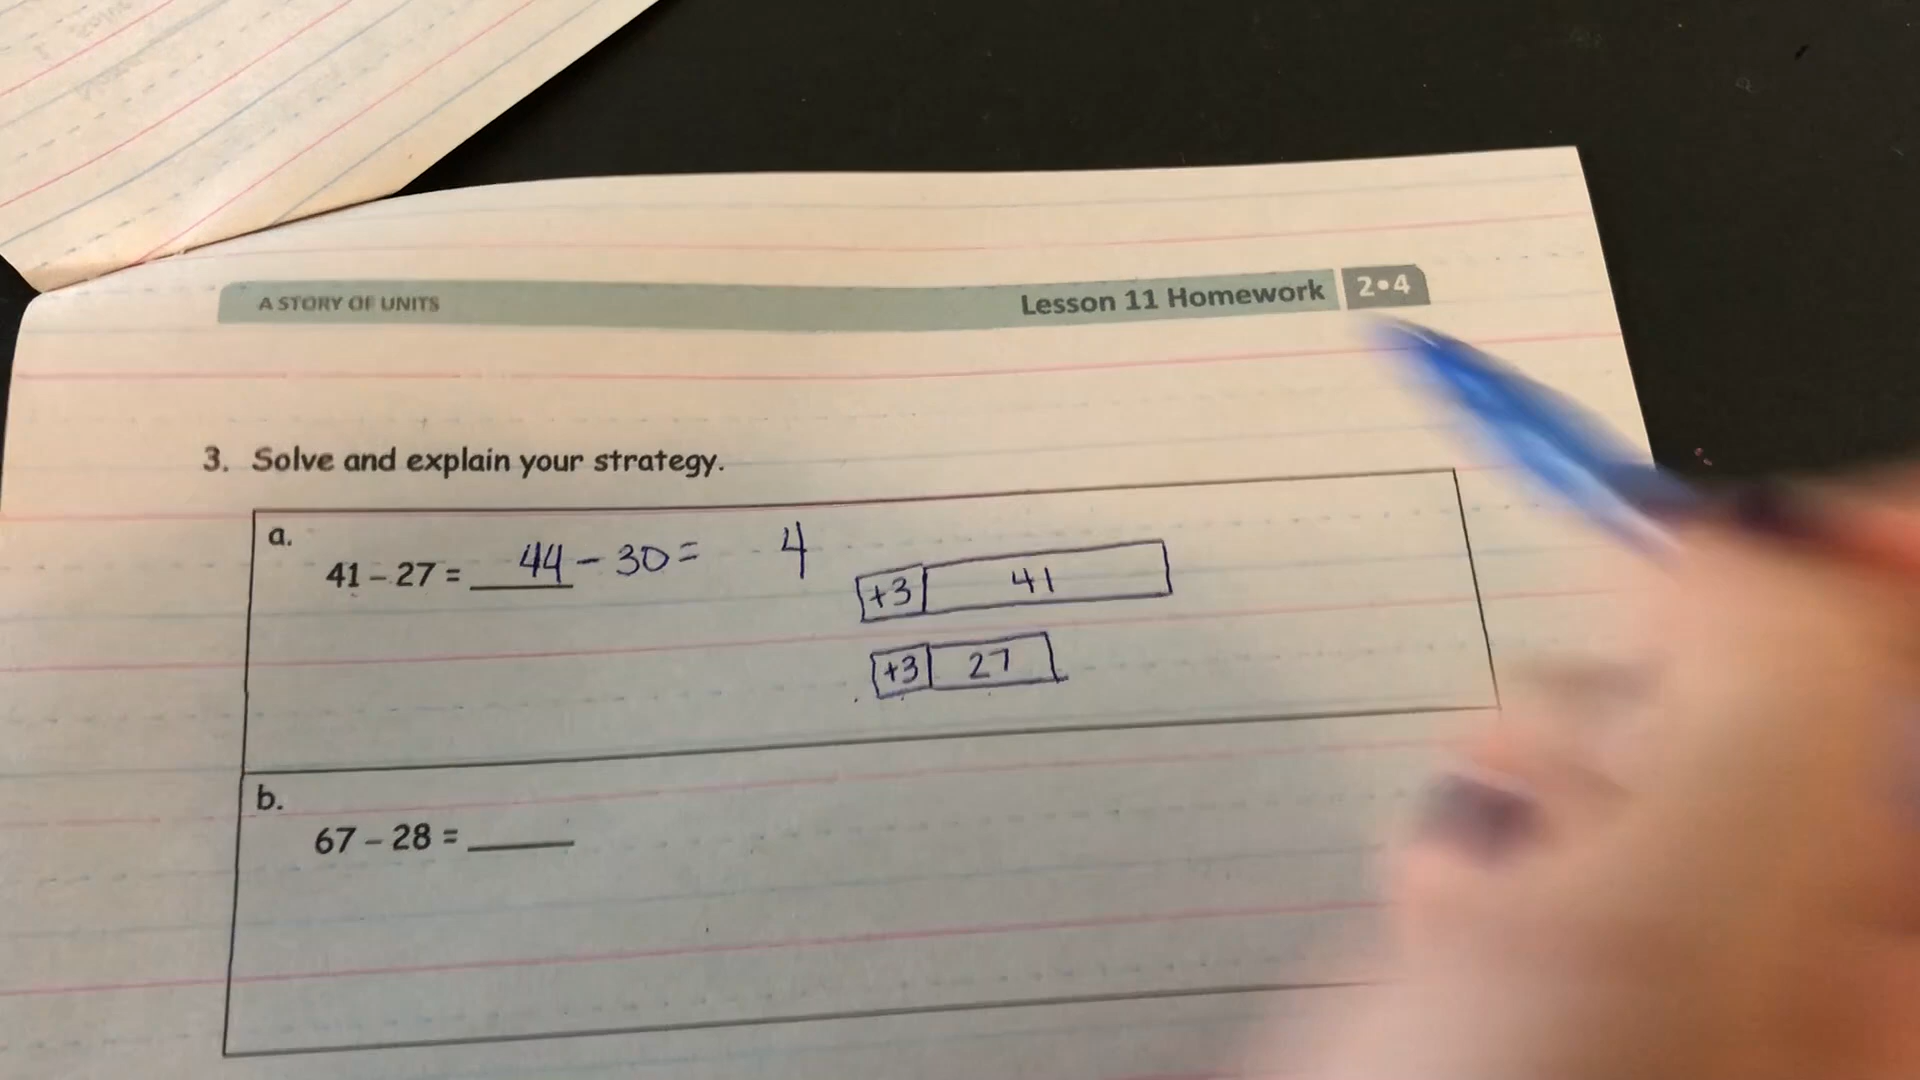 A STORY OF UNITS Lesson 11 Homework 2•4
3. Solve and explain your strategy.
a.
41 – 27 = 44 - 30 = 4
+3 41
+3 27
b.
67 – 28 = _____